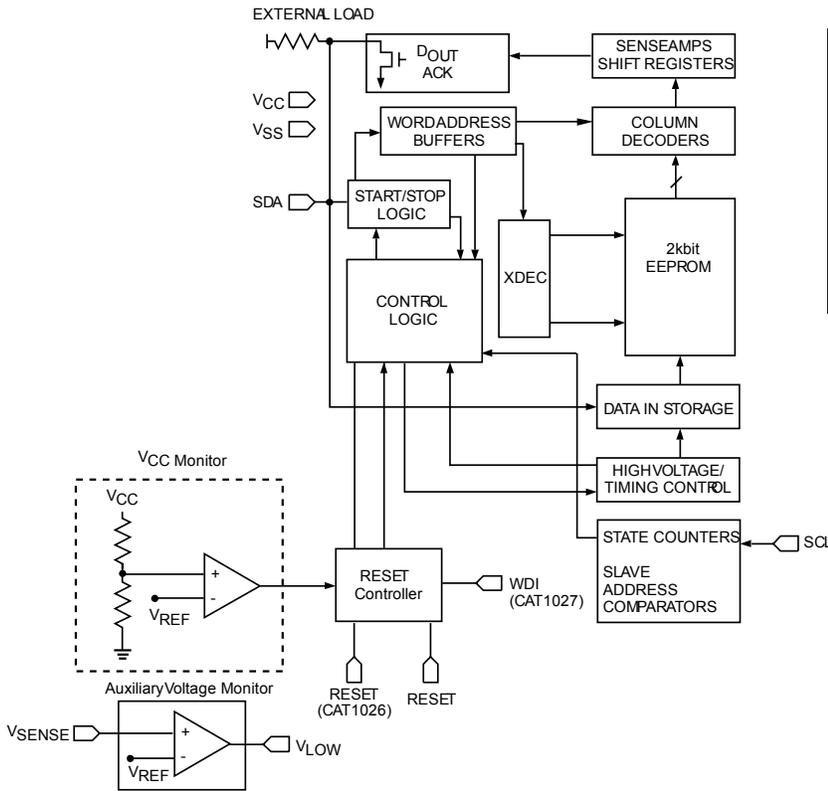 EXTERNAL LOAD
DOUT
ACK
SENSEAMPS
SHIFT REGISTERS
VCC
VSS
WORDADDRESS
BUFFERS
COLUMN
DECODERS
SDA
START/STOP
LOGIC
XDEC
2kbit
EEPROM
CONTROL
LOGIC
DATA IN STORAGE
HIGHVOLTAGE/
TIMING CONTROL
VCC Monitor
VCC
+
VREF
-
RESET
Controller
WDI
(CAT1027)
STATE COUNTERS
SLAVE
ADDRESS
COMPARATORS
SCL
RESET
(CAT1026)
RESET
AuxiliaryVoltage Monitor
VSENSE
+
VREF
-
VLOW